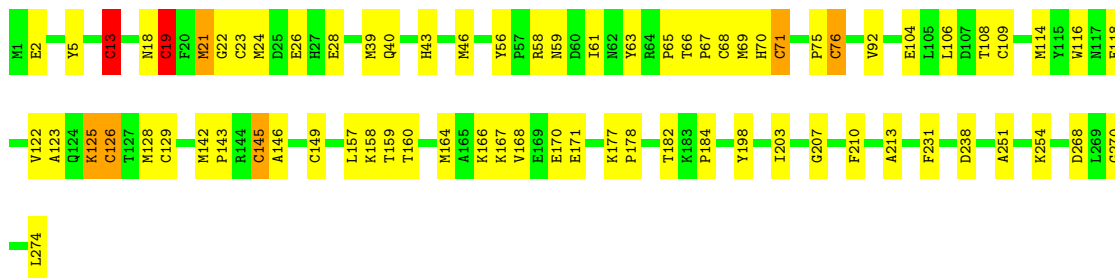 M1 E2 Y5 C13 N18 C19 F20 M21 G22 C23 M24 D25 E26 H27 E28 M39 Q40 H43 M46 Y56 P57 R58 N59 D60 I61 N62 Y63 R64 P65 T66 P67 C68 M69 H70 C71 P75 C76 V92 E104 L105 L106 D107 T108 C109 M114 Y115 W116 N117
V122 A123 Q124 K125 C126 T127 M128 C129 M142 P143 R144 C145 A146 C149 L157 K158 T159 T160 M164 A165 K166 K167 V168 E169 E170 E171 K177 P178 T182 K183 P184 Y198 I203 G207 F210 A213 F231 D238 A251 K254 D268 L269
L274